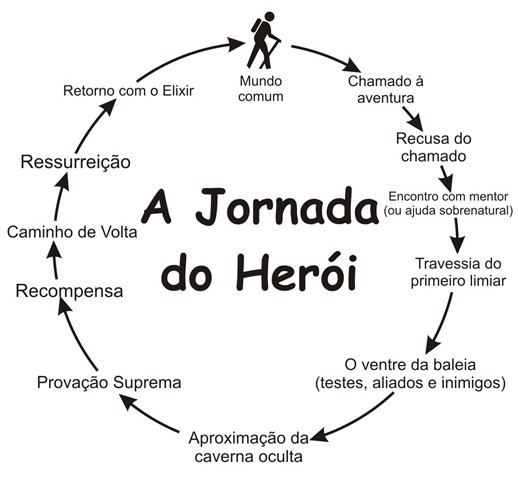 Mundo
comum
Chamado à
aventura
Recusa do
chamado
Encontro com mentor
(ou ajuda sobrenatural)
Travessia do
primeiro limiar
O ventre da baleia
(testes, aliados e inimigos)
Aproximação da
caverna oculta
Provação Suprema
Recompensa
Caminho de Volta
Ressurreição
Retorno com o Elixir
A Jornada
do Herói